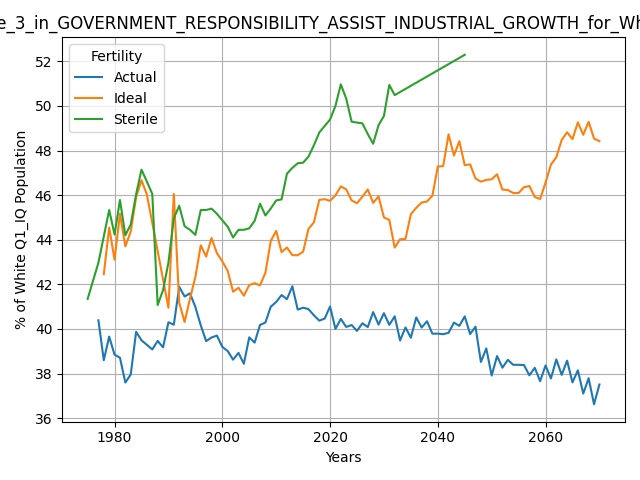 e_3_in_GOVERNMENT_RESPONSIBILITY_ASSIST_INDUSTRIAL_GROWTH_for_Wh
Fertility
Actual
Ideal
Sterile
% of White Q1_IQ Population
52
50
48
46
44
42
40
38
36
1980
2000
2020
2040
2060
Years